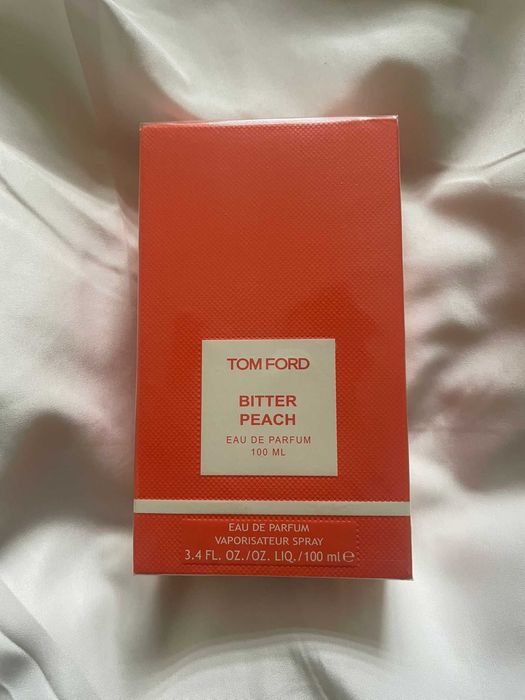 TOM FORD
BITTER
PEACH
EAU DE PARFUM
100 ML
EAU DE PARFUM
VAPORISATEUR SPRAY
3.4 FL. OZ./OZ. LIQ./100 ml ℮